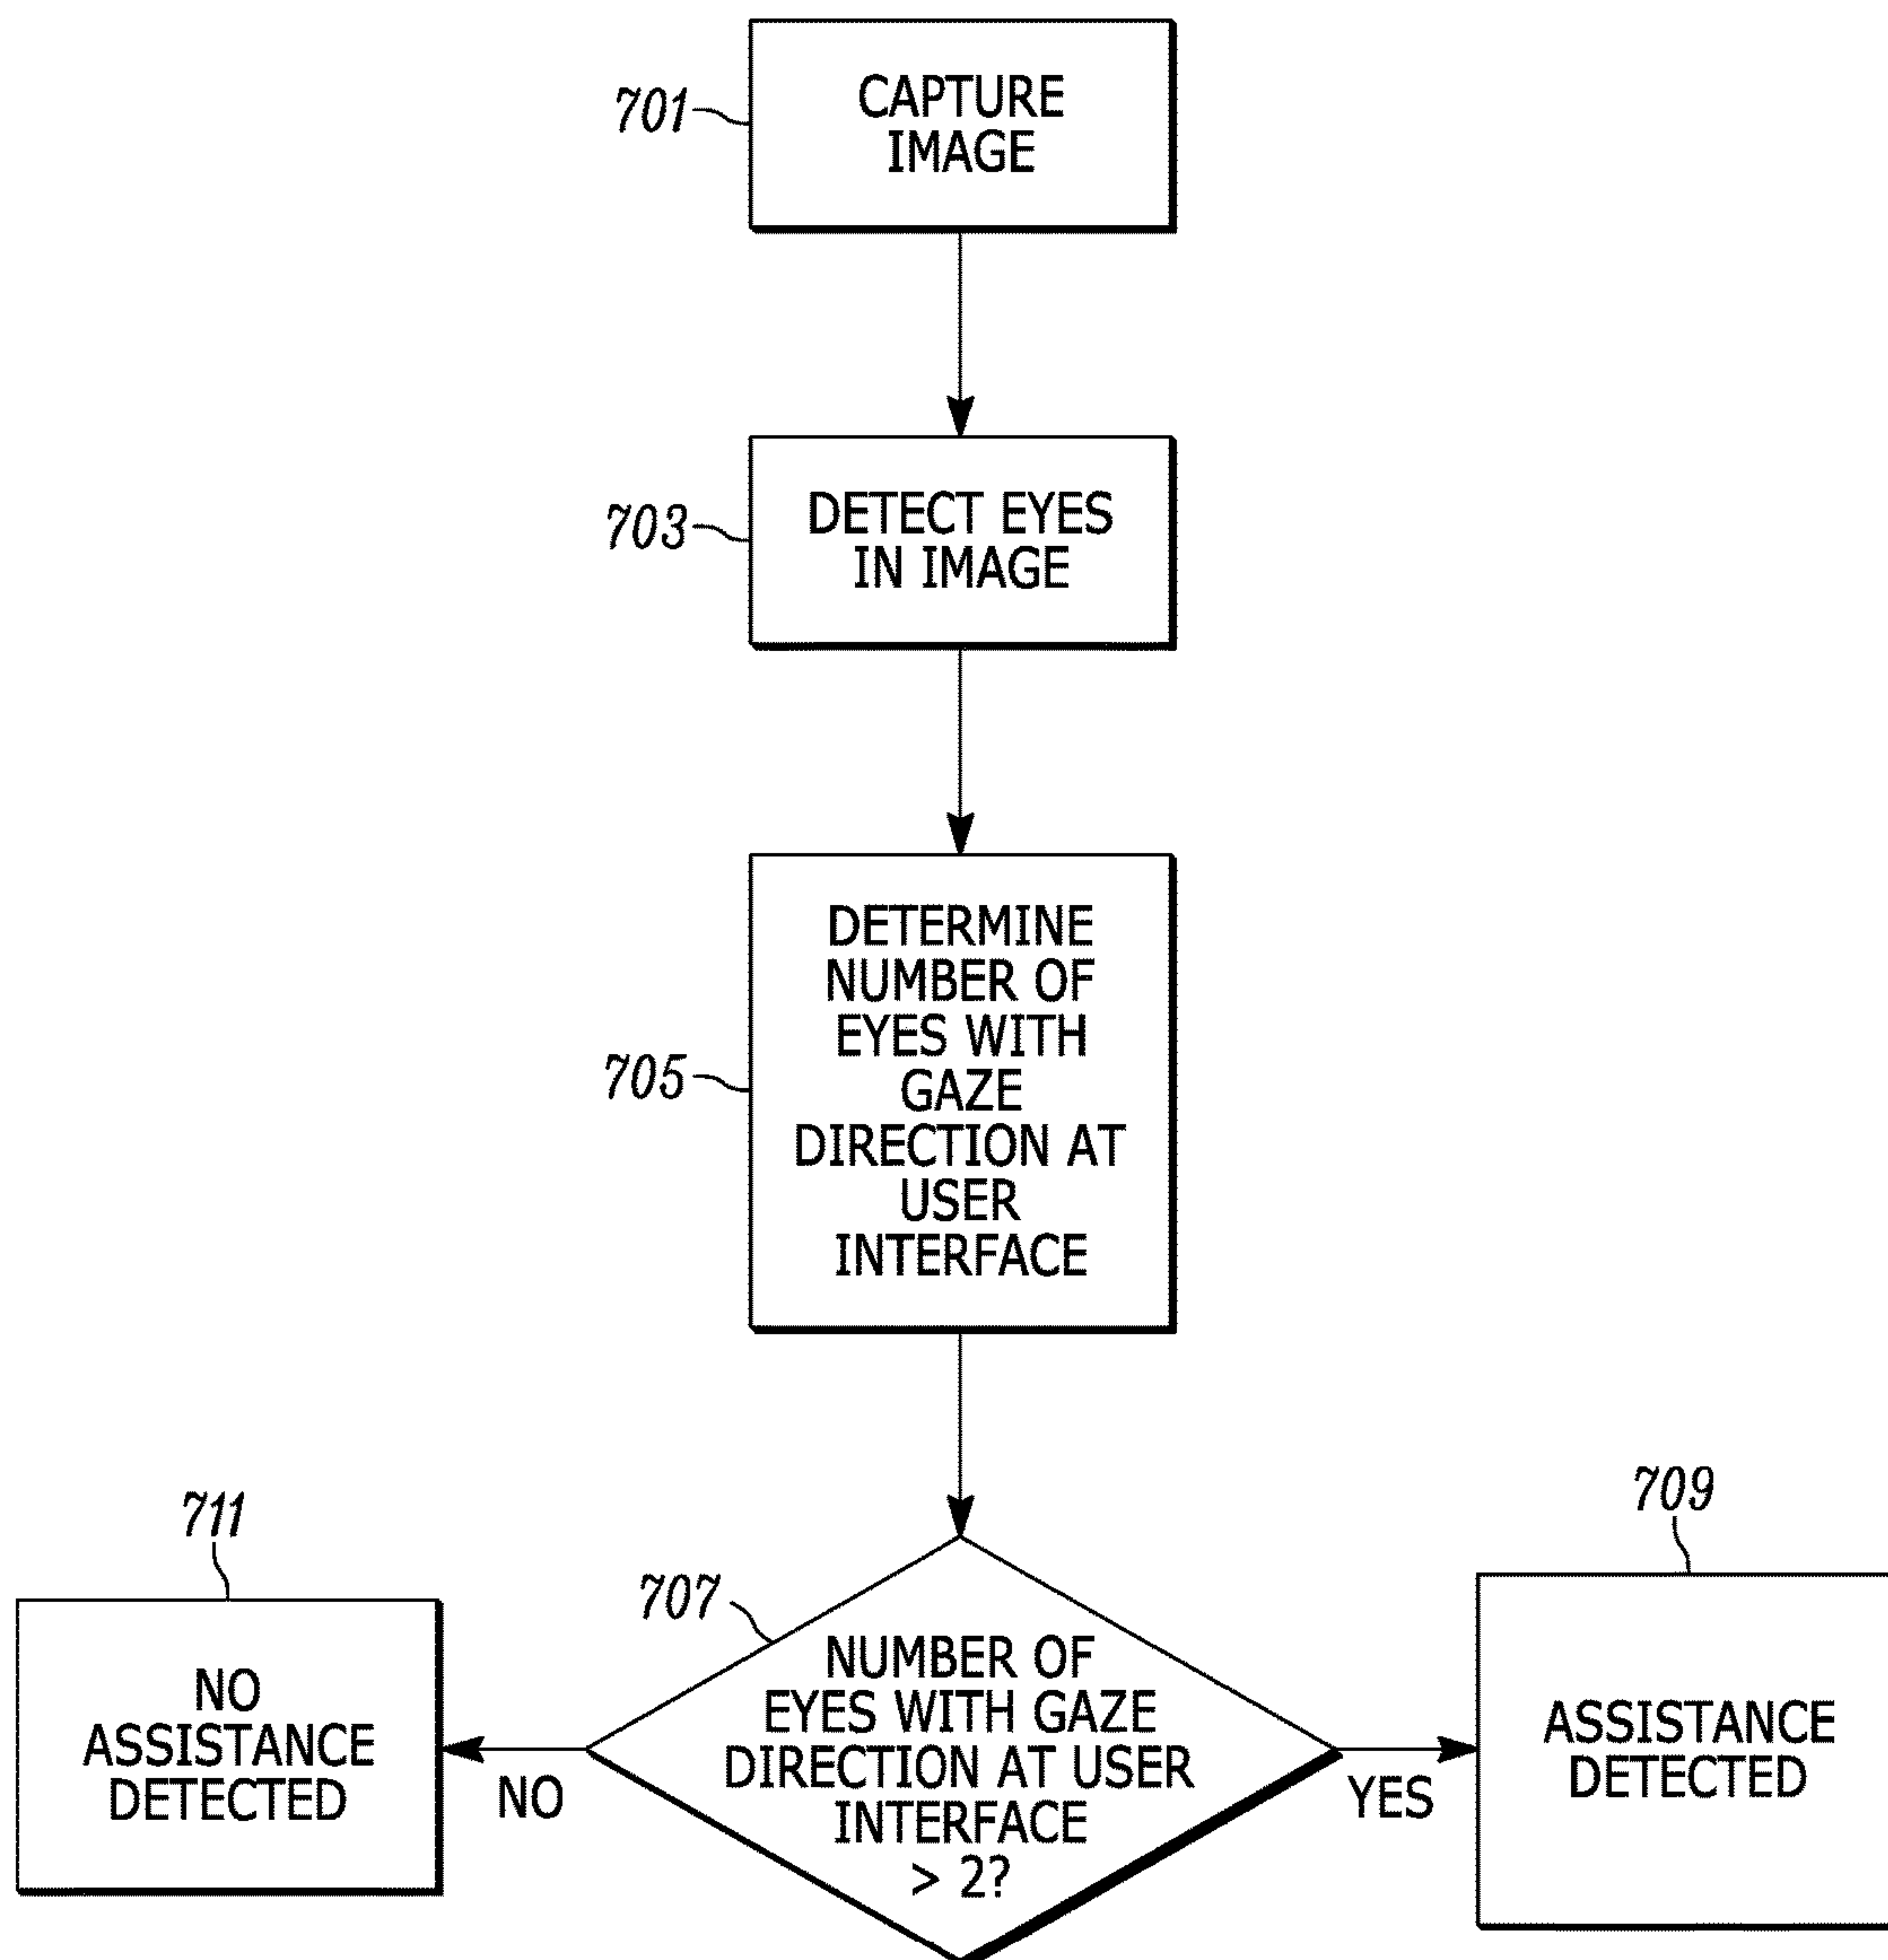 701
CAPTURE
IMAGE
703
DETECT EYES
IN IMAGE
705
DETERMINE
NUMBER OF
EYES WITH
GAZE
DIRECTION AT
USER
INTERFACE
711
NO
ASSISTANCE
DETECTED
NO
707
NUMBER OF
EYES WITH GAZE
DIRECTION AT USER
INTERFACE
> 2?
YES
709
ASSISTANCE
DETECTED